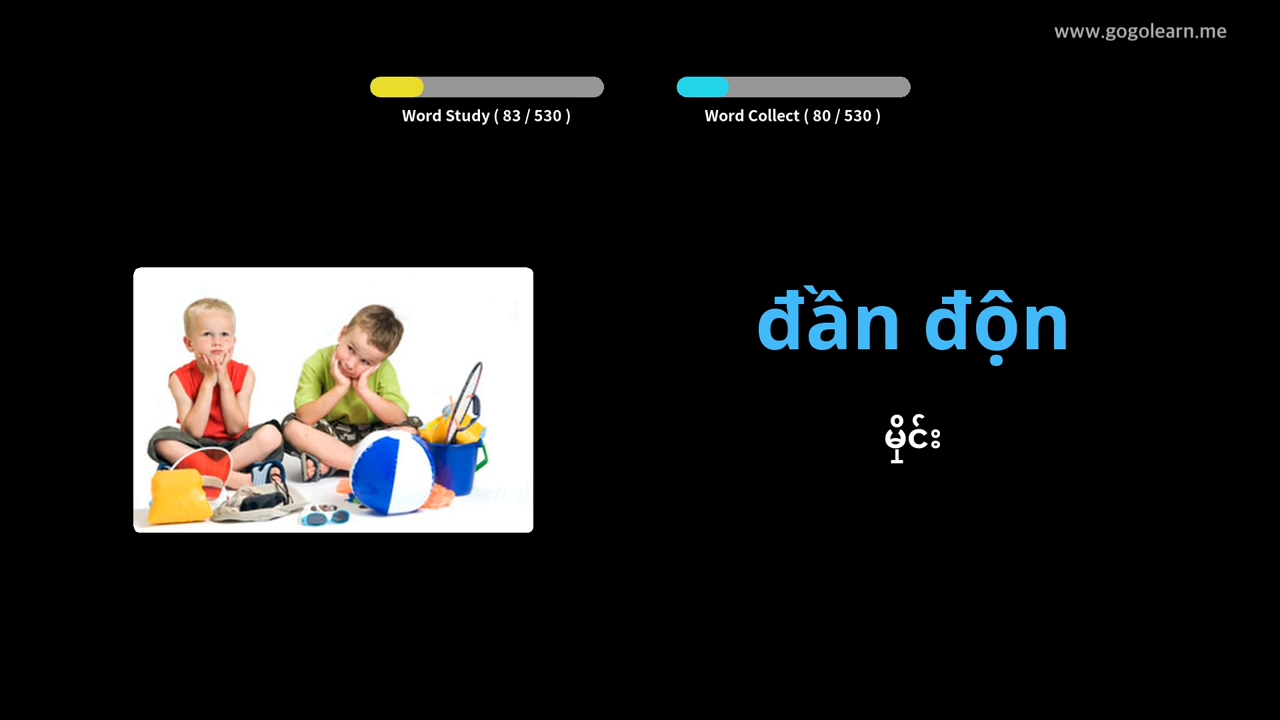 www.gogolearn.me
Word Study ( 83 / 530 )
Word Collect ( 80 / 530 )
đần độn
မှိုင်း